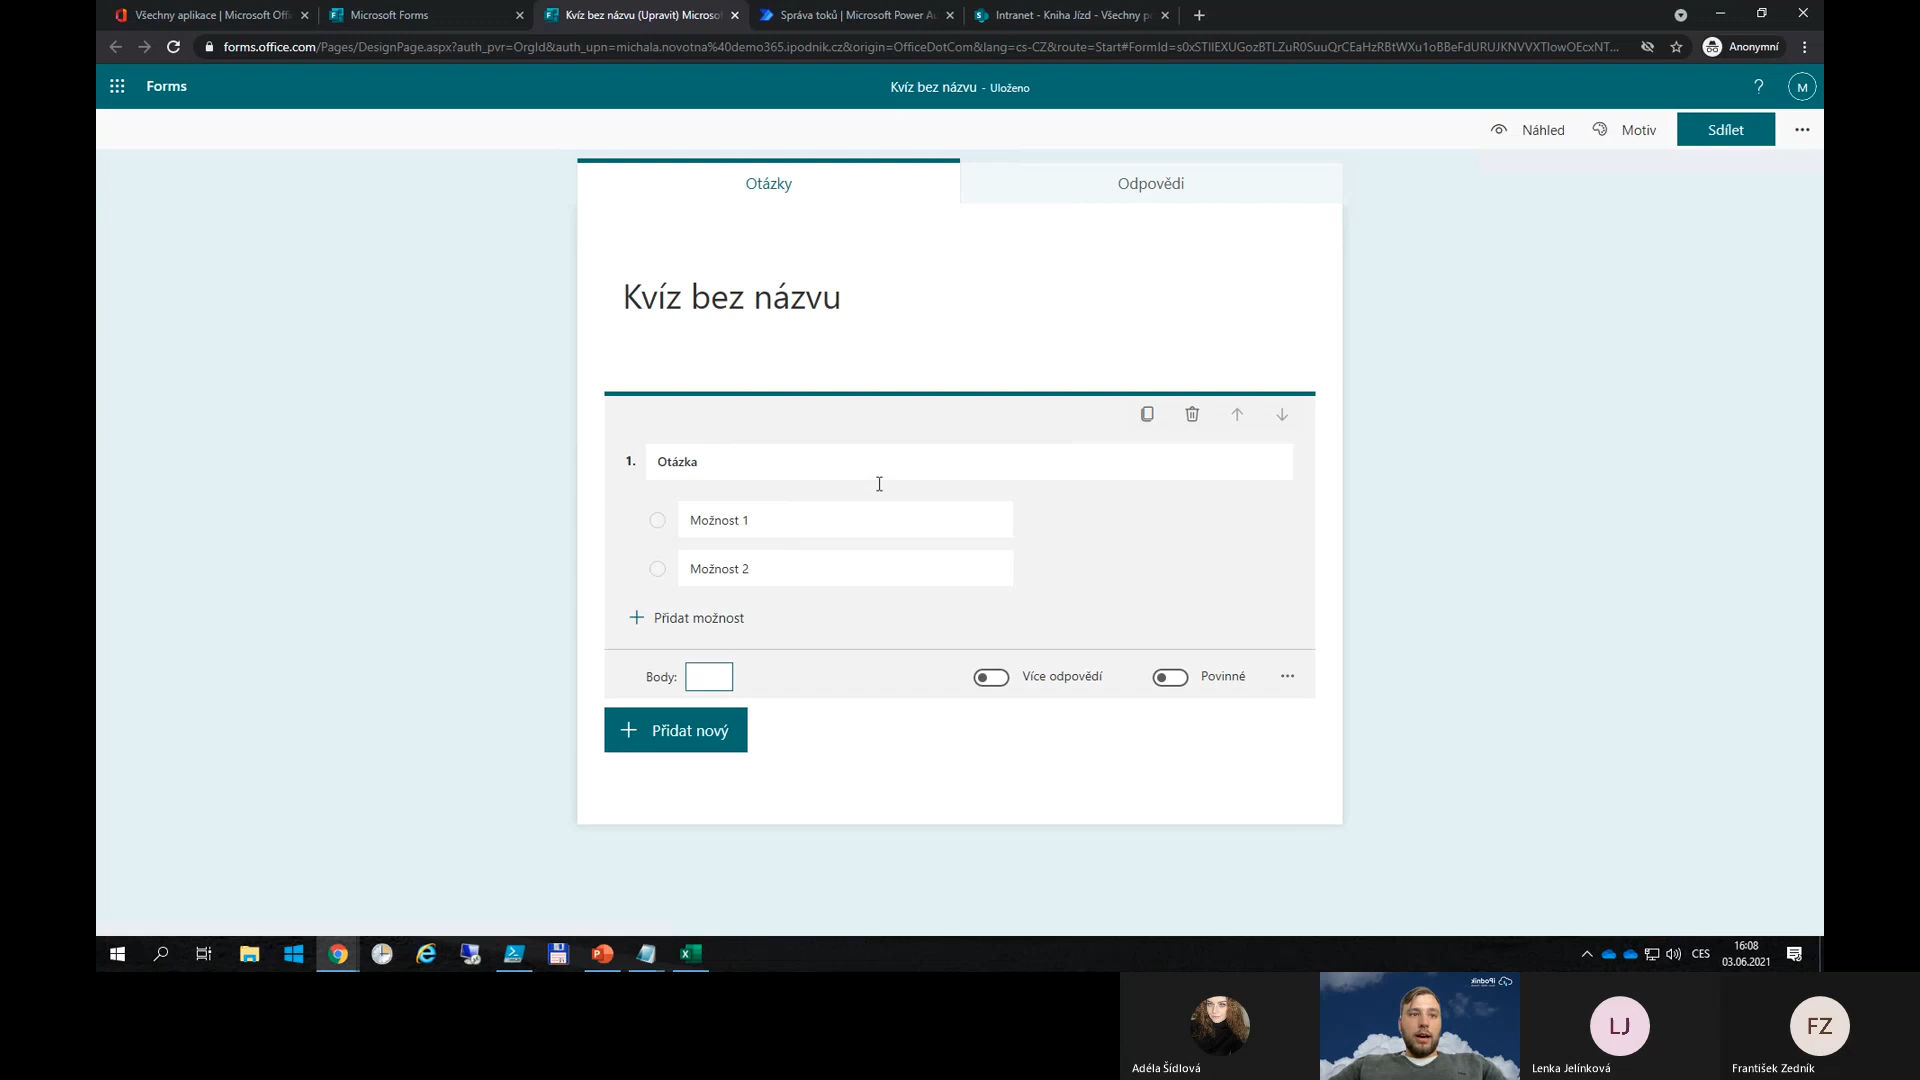 Všechny aplikace | Microsoft Offi
Microsoft Forms
Kvíz bez názvu (Upravit) Microso
Správa toků | Microsoft Power Au
Intranet - Kniha Jízd - Všechny p
forms.office.com/Pages/DesignPage.aspx?auth_pvr=OrgId&auth_upn=michala.novotna%40demo365.ipodnik.cz&origin=OfficeDotCom&lang=cs-CZ&route=Start#FormId=
Anonymní
Forms
Kvíz bez názvu - Uloženo
?
M
Náhled
Motiv
Sdílet
Otázky
Odpovědi
Kvíz bez názvu
1.
Otázka
Možnost 1
Možnost 2
Přidat možnost
Body:
Více odpovědí
Povinné
Přidat nový
CES
16:08
03.06.2021
iPodnik
LJ
FZ
Adéla Šídlová
Lenka Jelínková
František Zedník